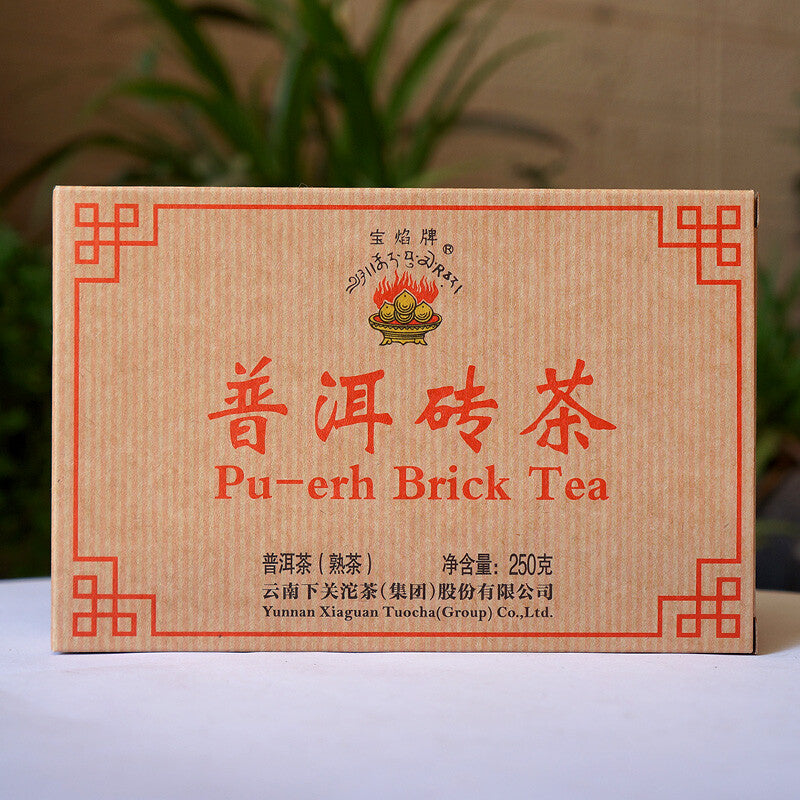 宝焰牌®
普洱砖茶
Pu-erh Brick Tea
普洱茶（熟茶） 净含量：250克
云南下关沱茶（集团）股份有限公司
Yunnan Xiaguan Tuocha(Group) Co.,Ltd.